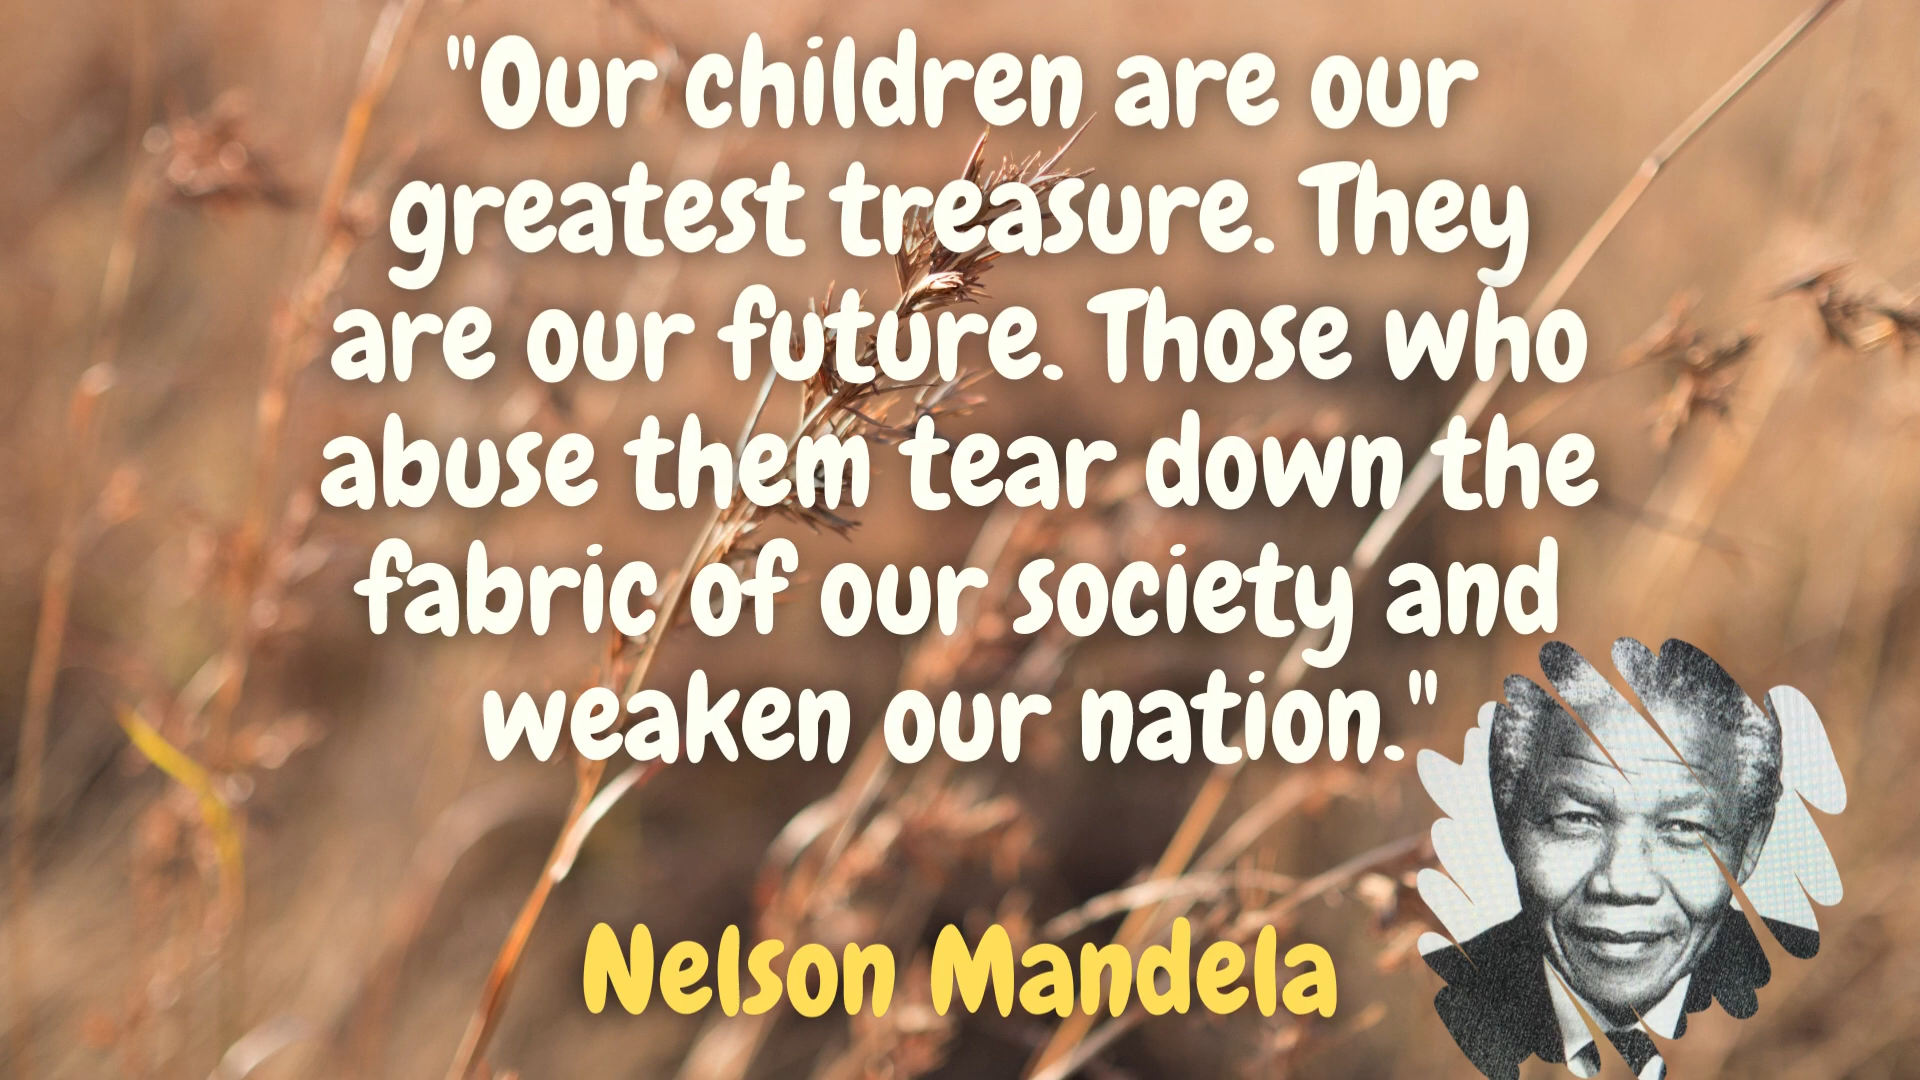 "Our children are our
greatest treasure. They
are our future. Those who
abuse them tear down the
fabric of our society and
weaken our nation."
Nelson Mandela